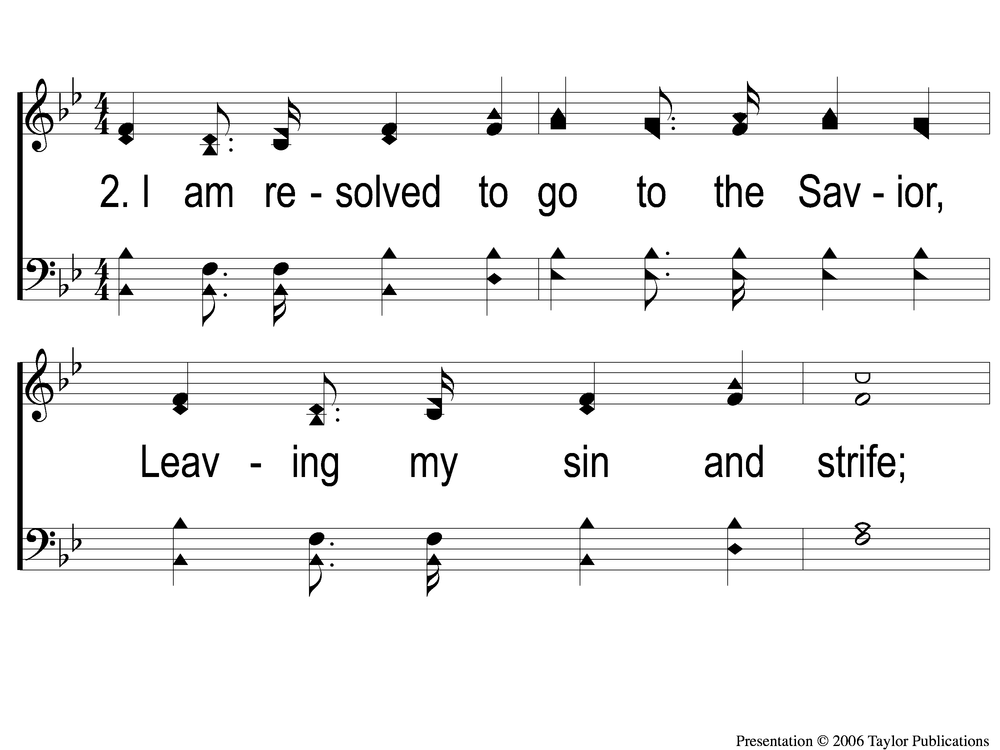 2. I am re - solved to go to the Sav - ior,
Leav - ing my sin and strife;
Presentation © 2006 Taylor Publications